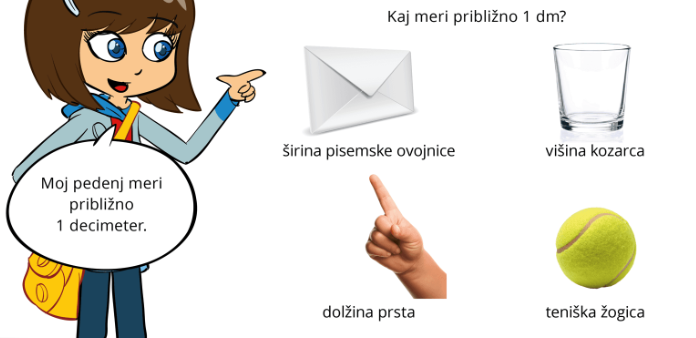 Kaj meri približno 1 dm?
širina pisemske ovojnice
višina kozarca
Moj pedenj meri
približno
1 decimeter.
dolžina prsta
teniška žogica